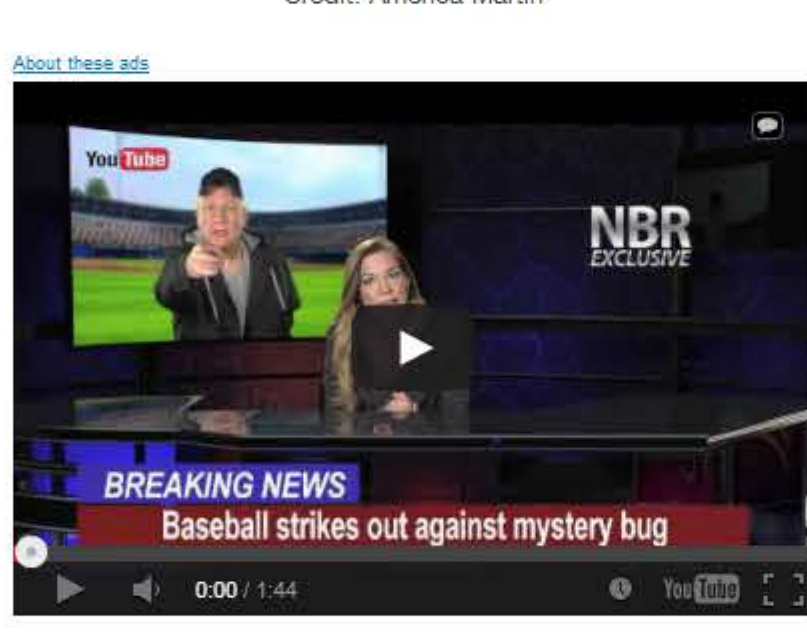 About these ads
YouTube
NBR
EXCLUSIVE
BREAKING NEWS
Baseball strikes out against mystery bug
0:00 / 1:44
YouTube